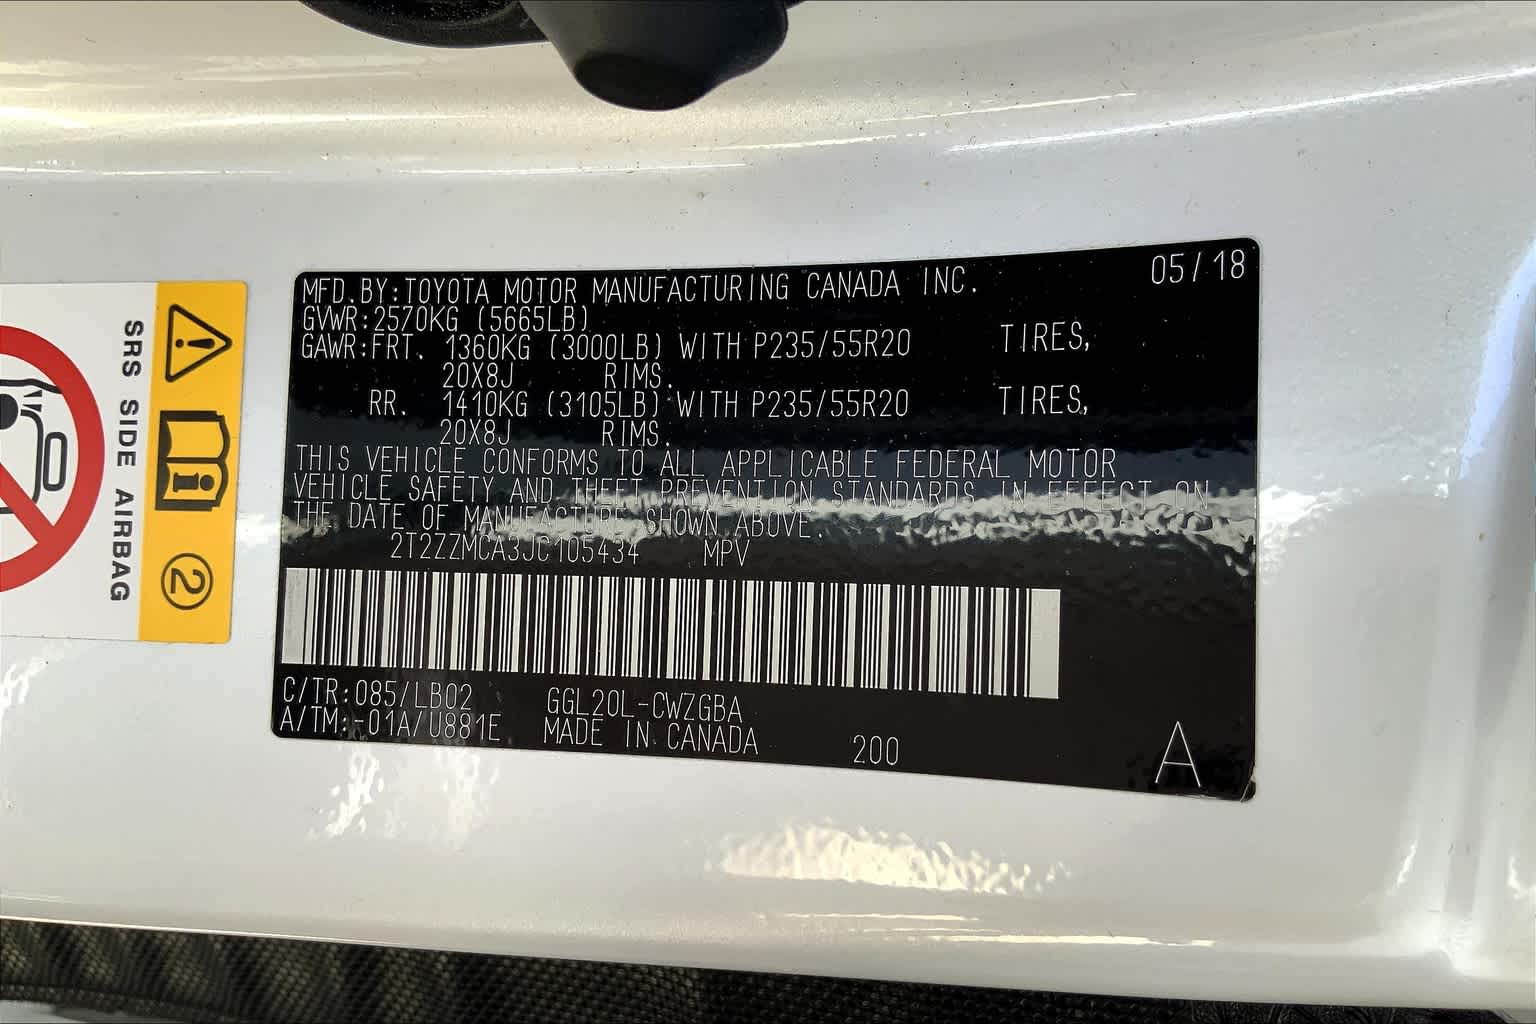 MFD.BY:TOYOTA MOTOR MANUFACTURING CANADA INC. 05/18
GVWR:2570KG (5665LB)
GAWR:FRT. 1360KG (3000LB) WITH P235/55R20 TIRES,
20X8J RIMS.
RR. 1410KG (3105LB) WITH P235/55R20 TIRES,
20X8J RIMS.
THIS VEHICLE CONFORMS TO ALL APPLICABLE FEDERAL MOTOR
VEHICLE SAFETY AND THEFT PREVENTION STANDARDS IN EFFECT ON
THE DATE OF MANUFACTURE SHOWN ABOVE.
2T2ZZMCA3JC105434 MPV
C/TR:085/LB02 GGL20L-CWZGBA
A/TM:-01A/U881E MADE IN CANADA 200 A
SRS SIDE AIRBAG
2